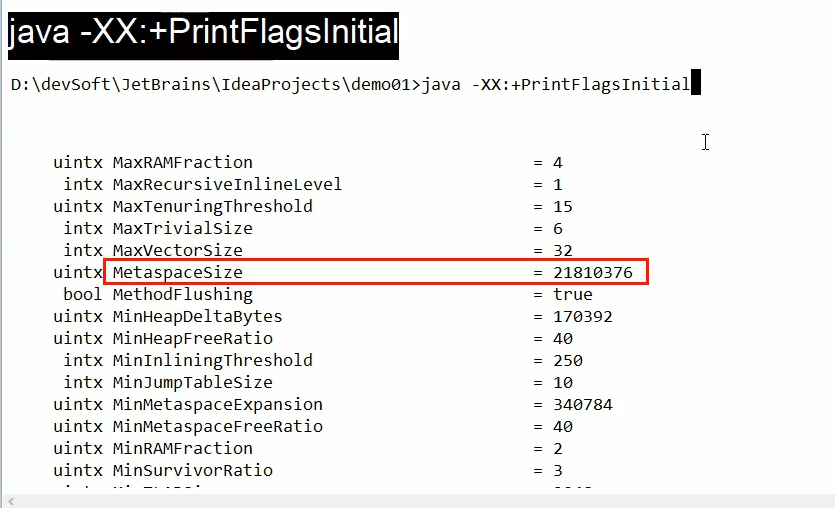 java -XX:+PrintFlagsInitial
D:\devSoft\JetBrains\IdeaProjects\demo01>java -XX:+PrintFlagsInitial
uintx MaxRAMFraction = 4
intx MaxRecursiveInlineLevel = 1
uintx MaxTenuringThreshold = 15
intx MaxTrivialSize = 6
intx MaxVectorSize = 32
uintx MetaspaceSize = 21810376
bool MethodFlushing = true
uintx MinHeapDeltaBytes = 170392
uintx MinHeapFreeRatio = 40
intx MinInliningThreshold = 250
intx MinJumpTableSize = 10
uintx MinMetaspaceExpansion = 340784
uintx MinMetaspaceFreeRatio = 40
uintx MinRAMFraction = 2
uintx MinSurvivorRatio = 3